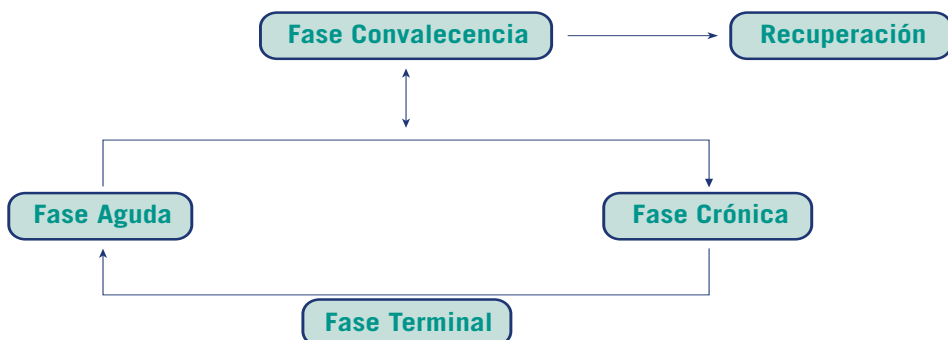 Fase Convalecencia
Recuperación
Fase Aguda
Fase Crónica
Fase Terminal